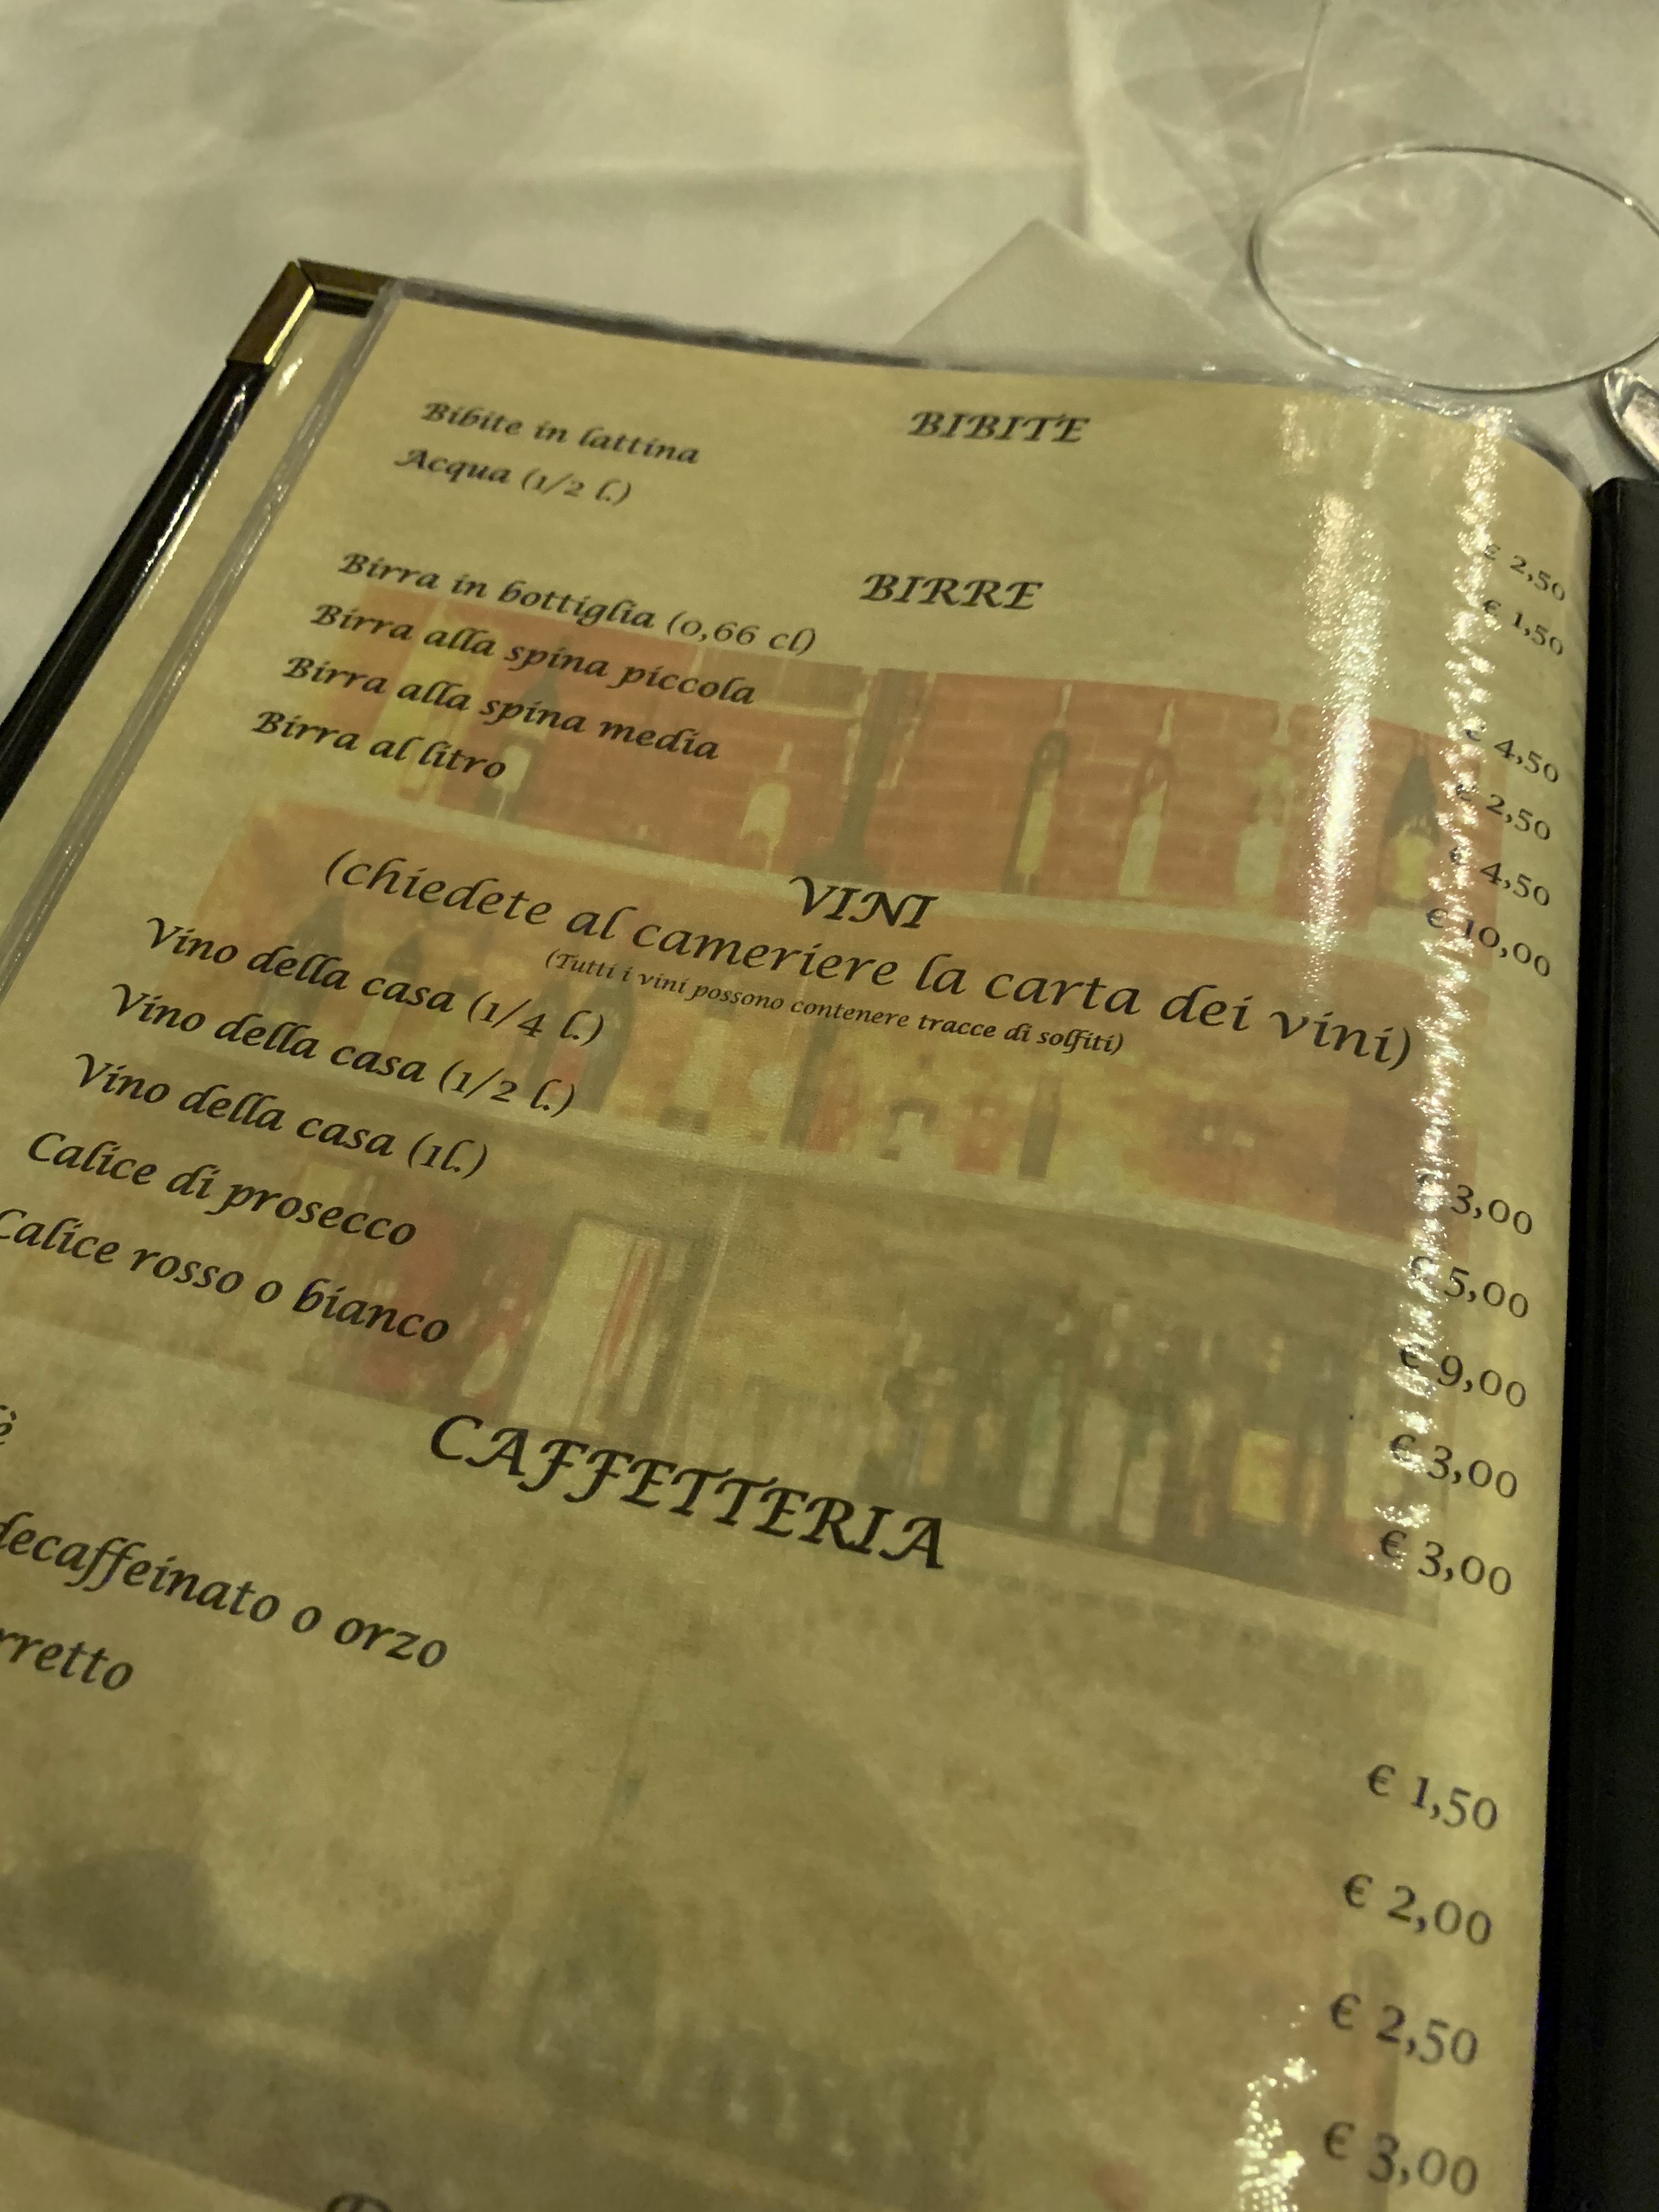 BIBITE
Bibite in lattina € 2,50
Acqua (1/2 l.) € 1,50
BIRRE
Birra in bottiglia (0,66 cl) € 4,50
Birra alla spina piccola € 2,50
Birra alla spina media € 4,50
Birra al litro € 10,00
VINI
(chiedete al cameriere la carta dei vini)
(Tutti i vini possono contenere tracce di solfiti)
Vino della casa (1/4 l.) € 3,00
Vino della casa (1/2 l.) € 5,00
Vino della casa (1l.) € 9,00
Calice di prosecco € 3,00
Calice rosso o bianco € 3,00
CAFFETTERIA
€ 1,50
decaffeinato o orzo € 2,00
rretto € 2,50
€ 3,00